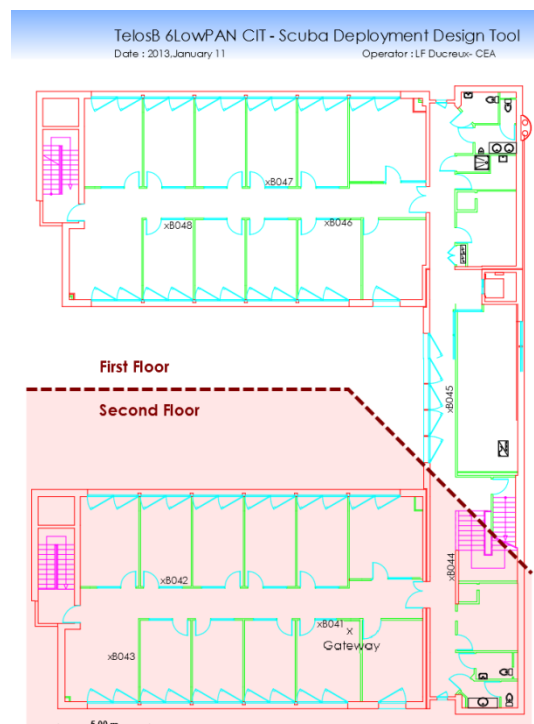 TelosB 6LowPAN CIT - Scuba Deployment Design Tool
Date : 2013,January 11 Operator : LF Ducreux- CEA
xB047
xB048
xB046
First Floor
Second Floor
xB045
xB044
xB042
xB041
x
Gateway
xB043